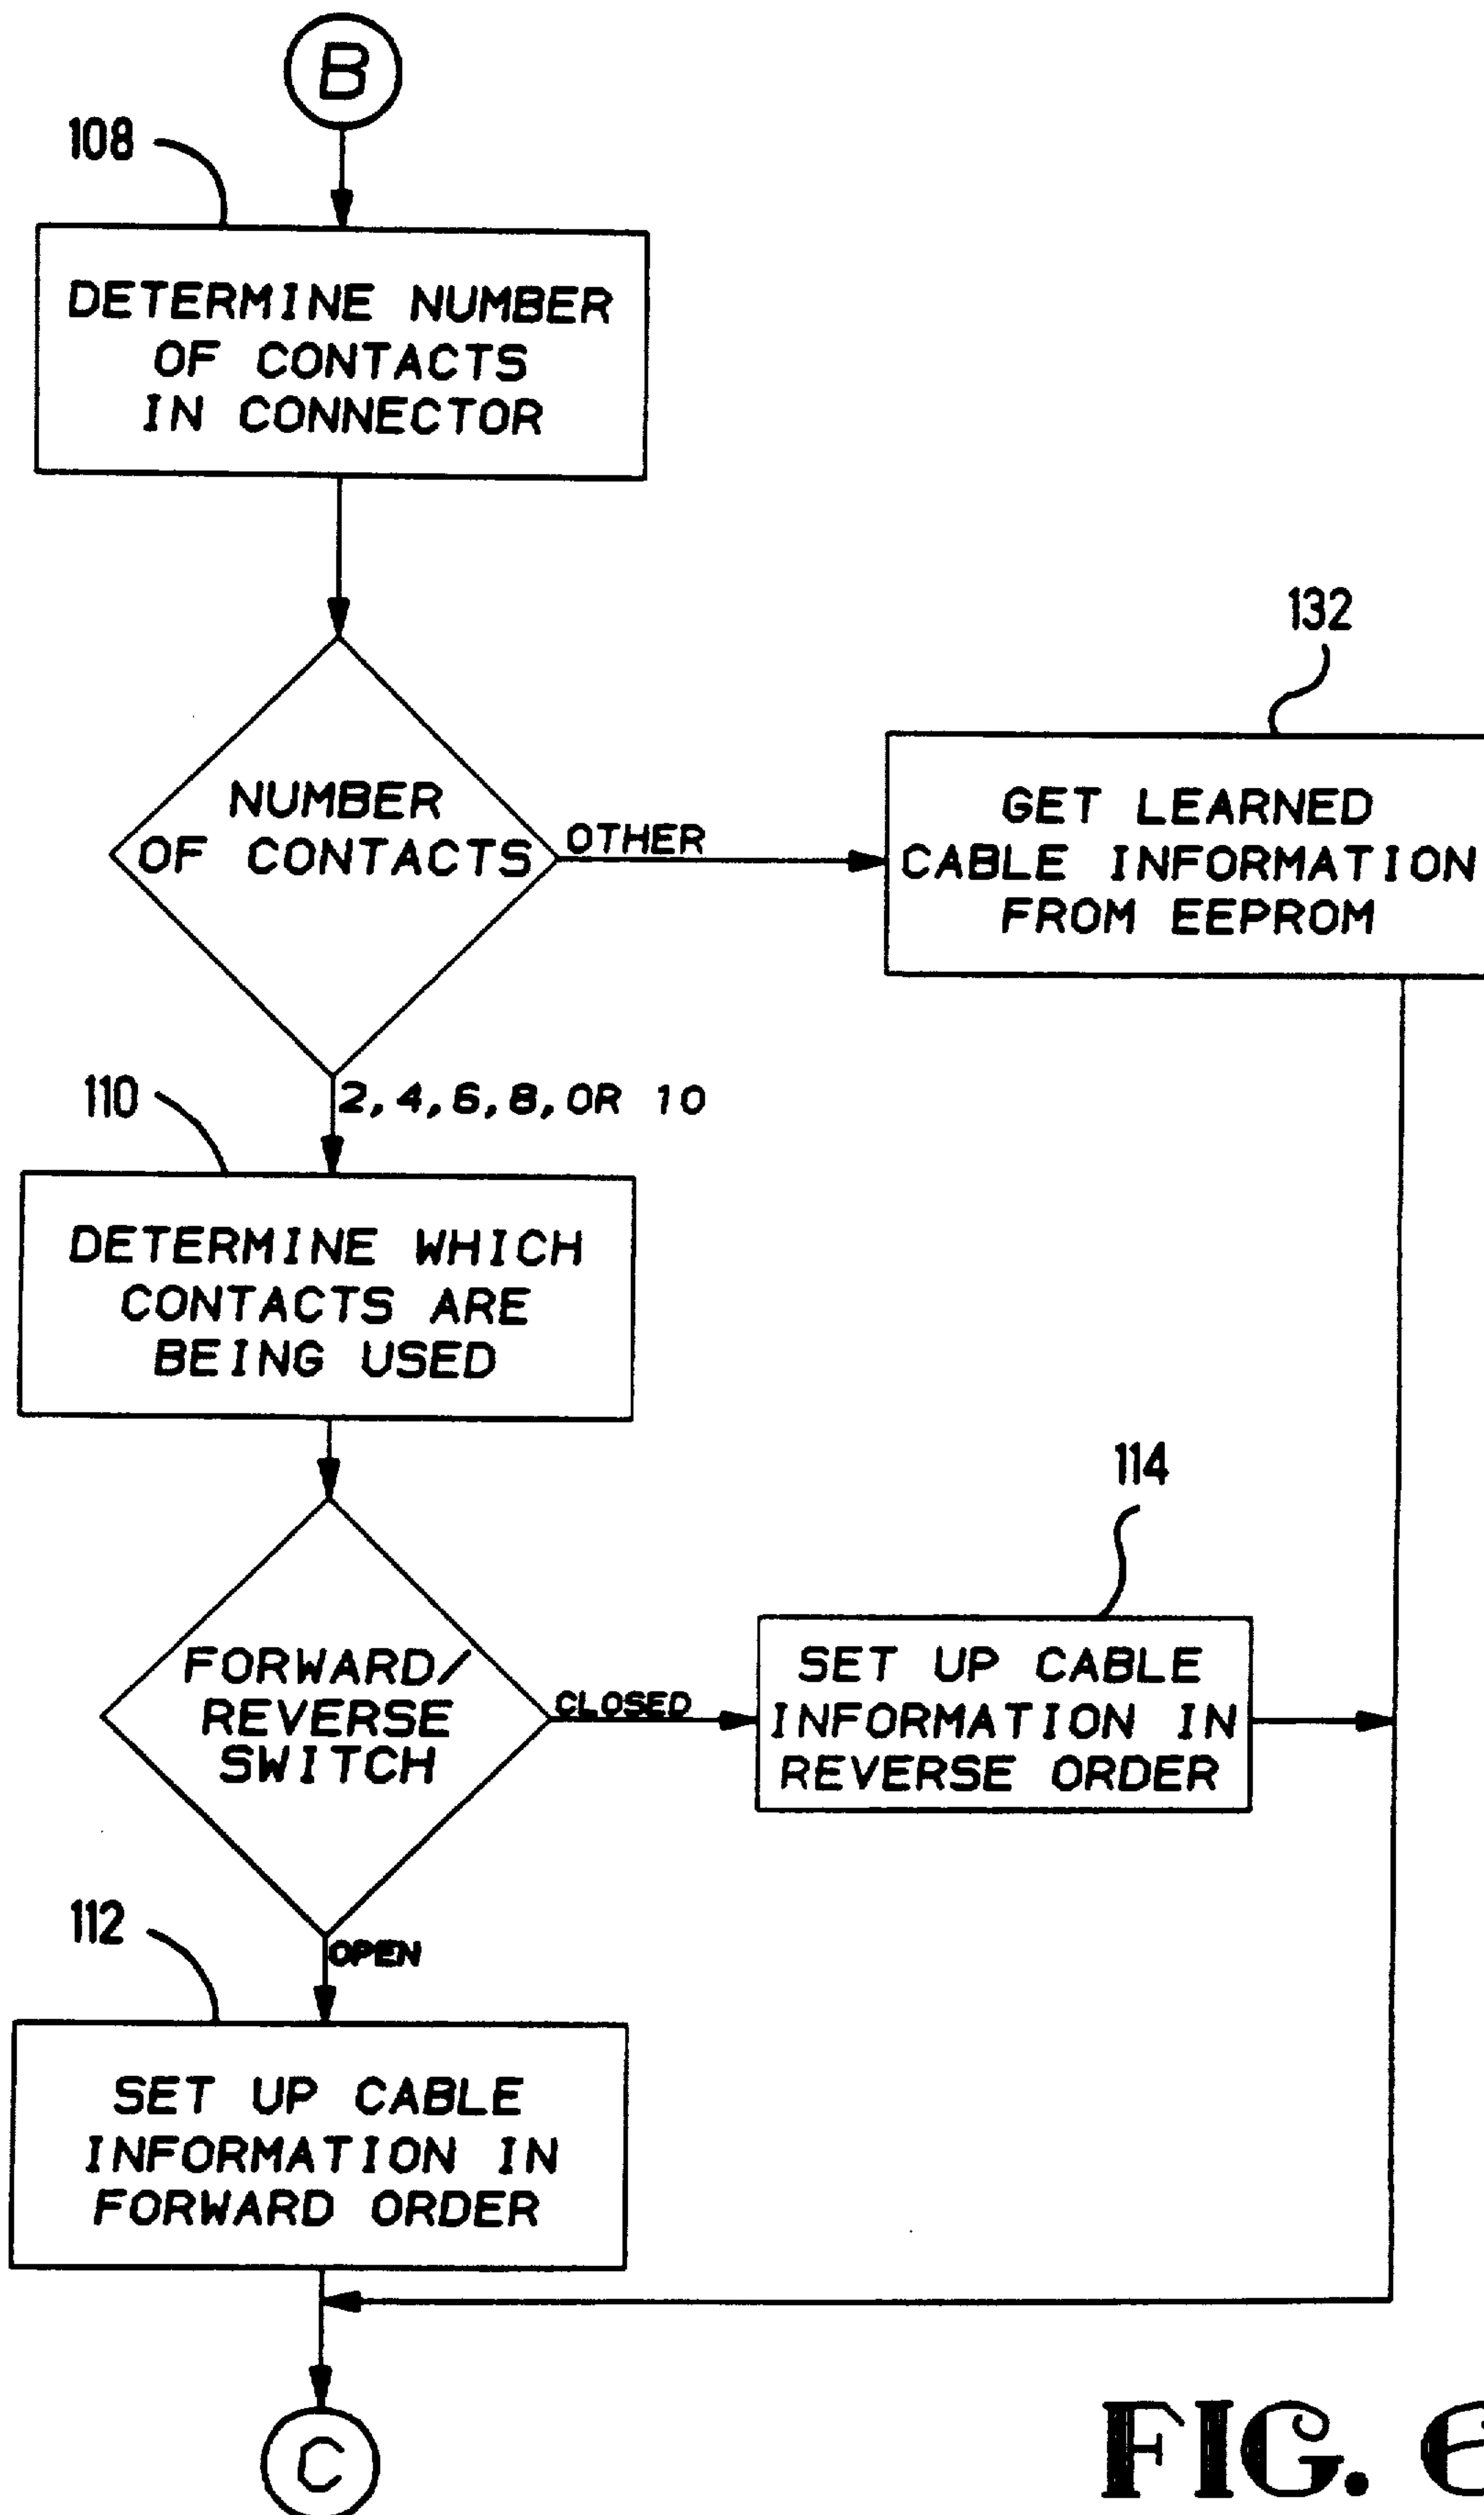 B
108
DETERMINE NUMBER
OF CONTACTS
IN CONNECTOR
132
NUMBER
OF CONTACTS
OTHER
GET LEARNED
CABLE INFORMATION
FROM EEPROM
110
2, 4, 6, 8, OR 10
DETERMINE WHICH
CONTACTS ARE
BEING USED
114
FORWARD/
REVERSE
SWITCH
CLOSED
SET UP CABLE
INFORMATION IN
REVERSE ORDER
112
OPEN
SET UP CABLE
INFORMATION IN
FORWARD ORDER
C
FIG. 6